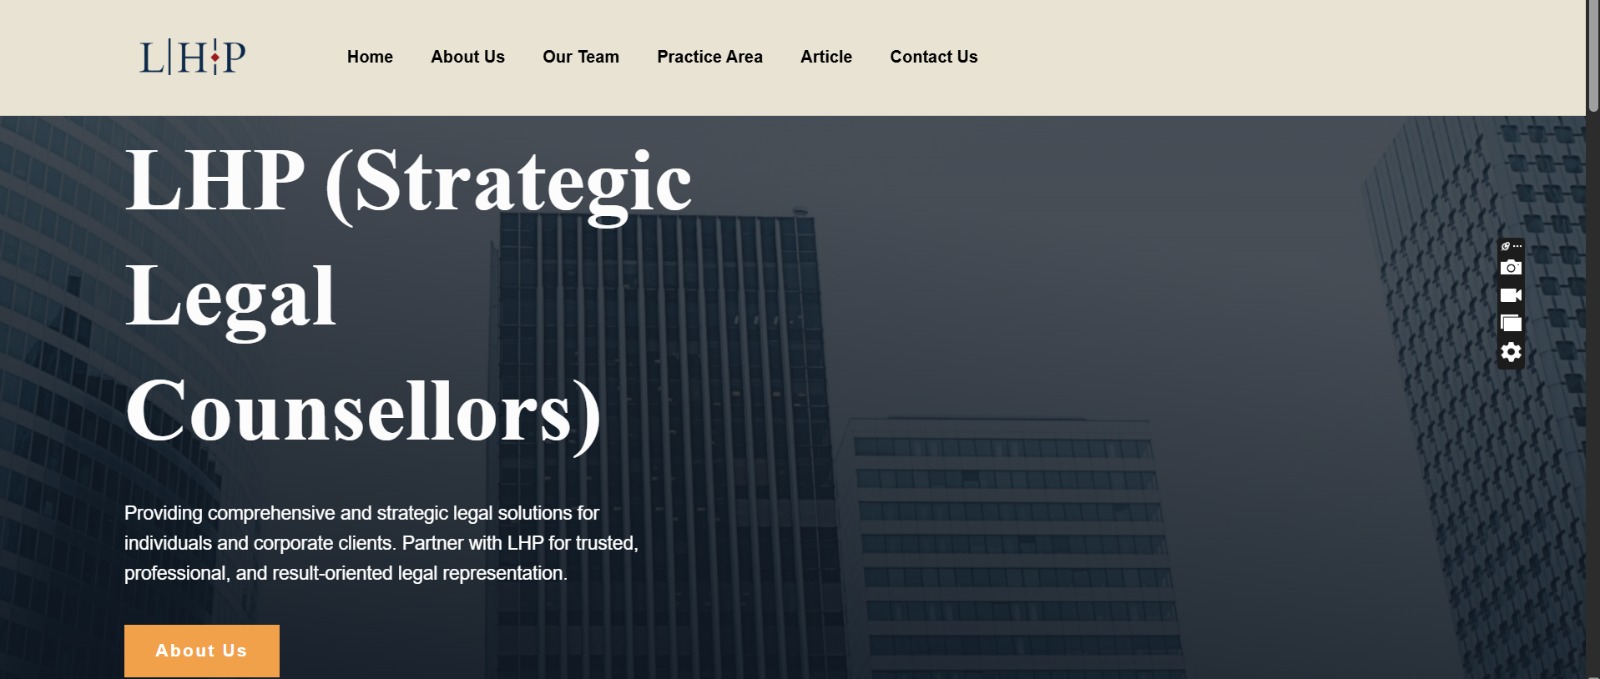 L|H|P
Home About Us Our Team Practice Area Article Contact Us
LHP (Strategic
Legal
Counsellors)
Providing comprehensive and strategic legal solutions for
individuals and corporate clients. Partner with LHP for trusted,
professional, and result-oriented legal representation.
About Us